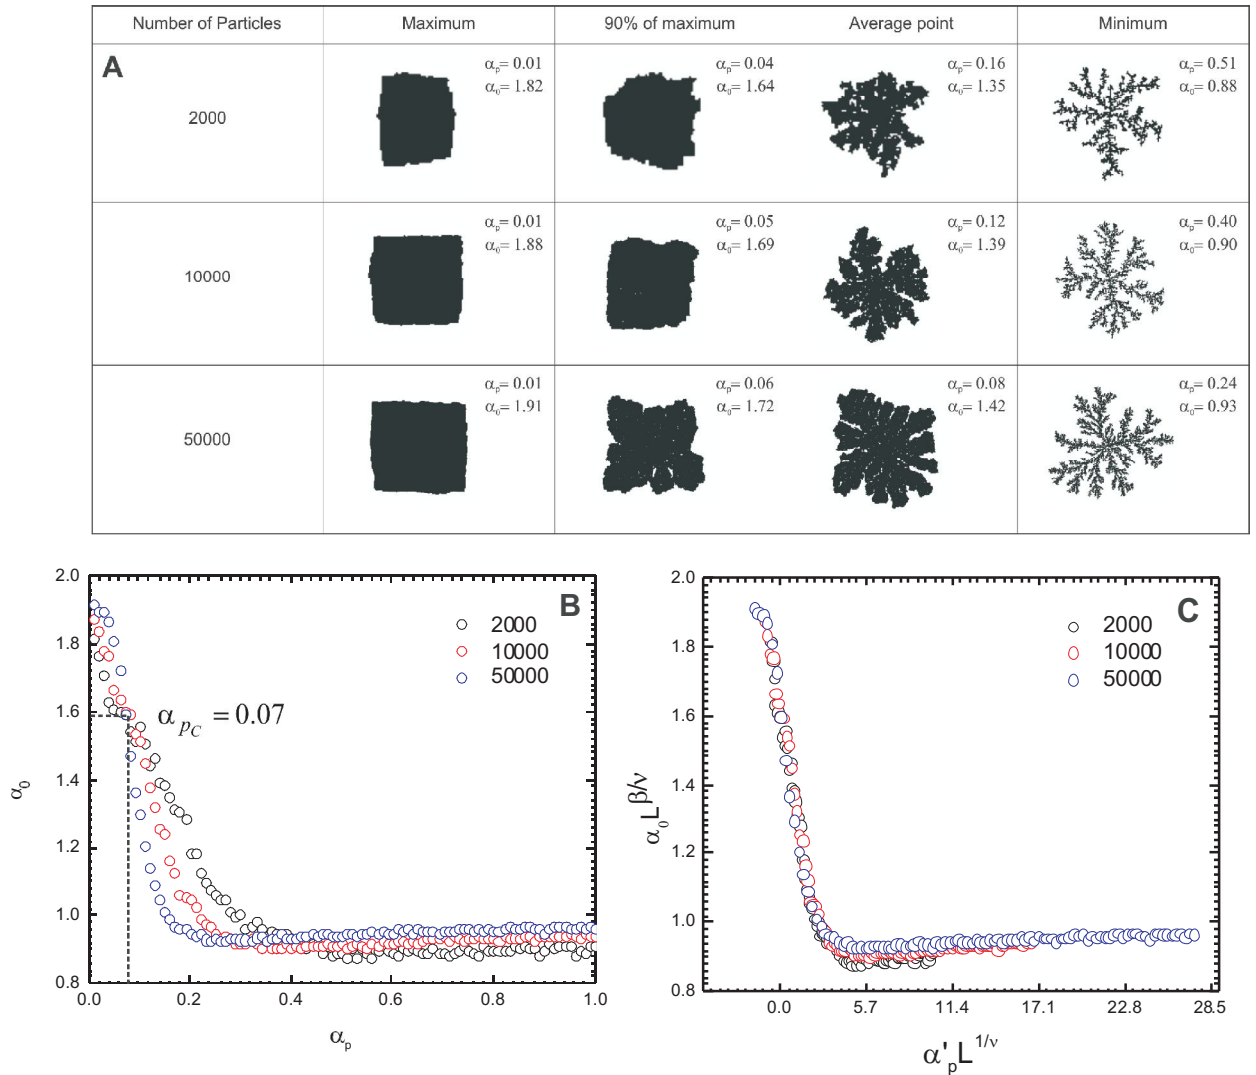 Number of Particles Maximum 90% of maximum Average point Minimum
A
2000
αp= 0.01
α0= 1.82
αp= 0.04
α0= 1.64
αp= 0.16
α0= 1.35
αp= 0.51
α0= 0.88
10000
αp= 0.01
α0= 1.88
αp= 0.05
α0= 1.69
αp= 0.12
α0= 1.39
αp= 0.40
α0= 0.90
50000
αp= 0.01
α0= 1.91
αp= 0.06
α0= 1.72
αp= 0.08
α0= 1.42
αp= 0.24
α0= 0.93
B
2.0
1.8
1.6
1.4
1.2
1.0
0.8
α0
2000
10000
50000
αpC = 0.07
0.0 0.2 0.4 0.6 0.8 1.0
αp
C
2.0
1.8
1.6
1.4
1.2
1.0
0.8
α0L^β/ν
2000
10000
50000
0.0 5.7 11.4 17.1 22.8 28.5
α'pL^1/ν